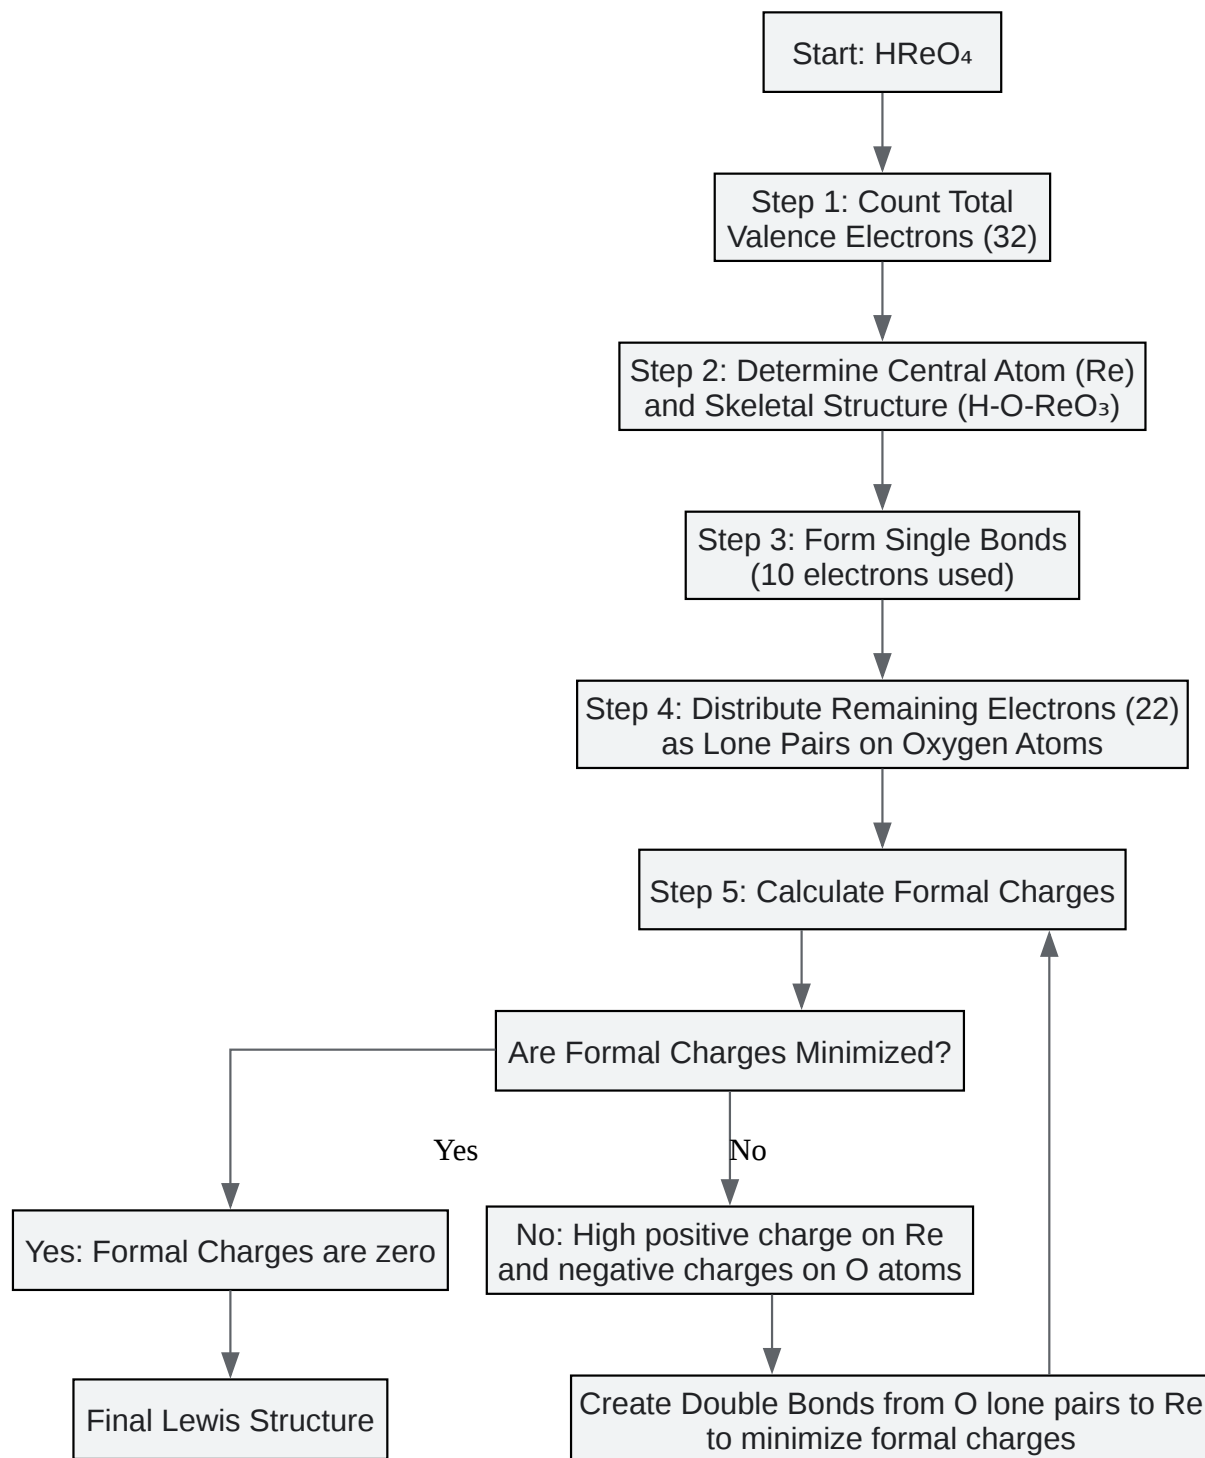 Start: HReO₄
Step 1: Count Total
Valence Electrons (32)
Step 2: Determine Central Atom (Re)
and Skeletal Structure (H-O-ReO₃)
Step 3: Form Single Bonds
(10 electrons used)
Step 4: Distribute Remaining Electrons (22)
as Lone Pairs on Oxygen Atoms
Step 5: Calculate Formal Charges
Are Formal Charges Minimized?
Yes
No
Yes: Formal Charges are zero
No: High positive charge on Re
and negative charges on O atoms
Final Lewis Structure
Create Double Bonds from O lone pairs to Re
to minimize formal charges